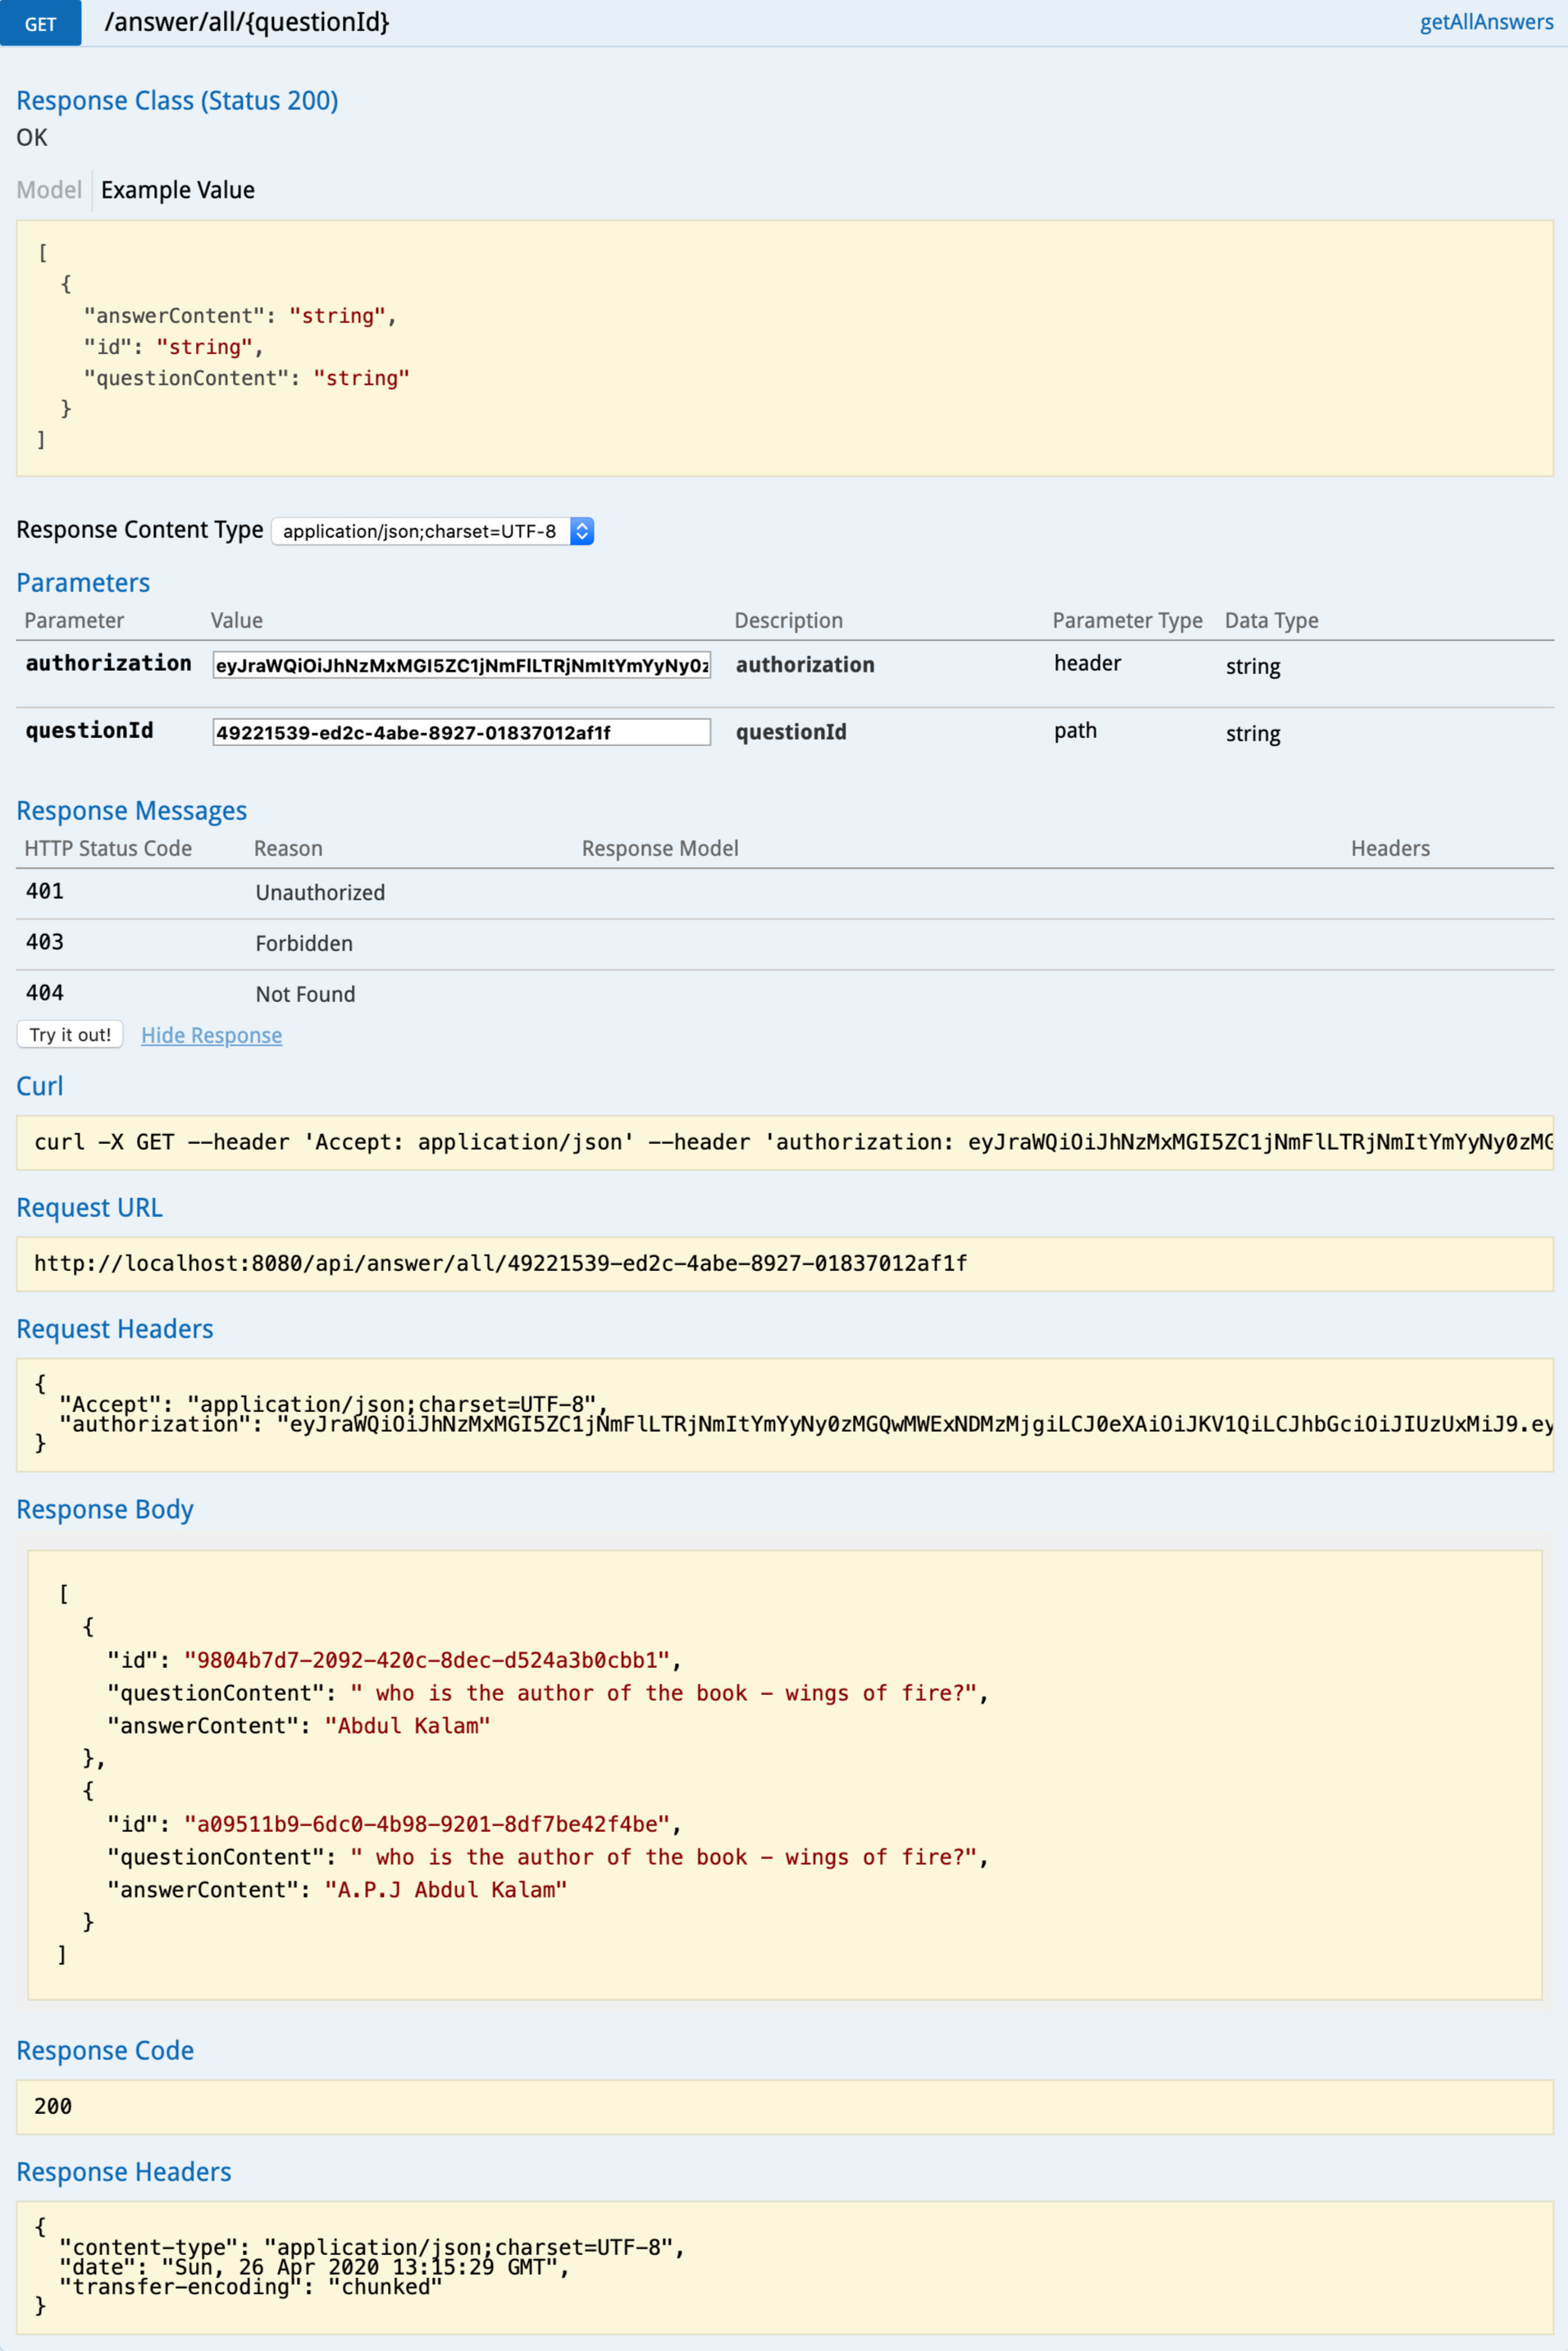 GET /answer/all/{questionId} getAllAnswers
Response Class (Status 200)
OK
Model Example Value
[
  {
    "answerContent": "string",
    "id": "string",
    "questionContent": "string"
  }
]
Response Content Type application/json;charset=UTF-8
Parameters
Parameter Value Description Parameter Type Data Type
authorization eyJraWQiOiJhNzMxMGI5ZC1jNmFlLTRjNmItYmYyNy0z authorization header string
questionId 49221539-ed2c-4abe-8927-01837012af1f questionId path string
Response Messages
HTTP Status Code Reason Response Model Headers
401 Unauthorized
403 Forbidden
404 Not Found
Try it out! Hide Response
Curl
curl -X GET --header 'Accept: application/json' --header 'authorization: eyJraWQiOiJhNzMxMGI5ZC1jNmFlLTRjNmItYmYyNy0zMG
Request URL
http://localhost:8080/api/answer/all/49221539-ed2c-4abe-8927-01837012af1f
Request Headers
{
  "Accept": "application/json;charset=UTF-8",
  "authorization": "eyJraWQiOiJhNzMxMGI5ZC1jNmFlLTRjNmItYmYyNy0zMGQwMWExNDMzMjgiLCJ0eXAiOiJKV1QiLCJhbGciOiJIUzUxMiJ9.ey
}
Response Body
[
  {
    "id": "9804b7d7-2092-420c-8dec-d524a3b0cbb1",
    "questionContent": " who is the author of the book – wings of fire?",
    "answerContent": "Abdul Kalam"
  },
  {
    "id": "a09511b9-6dc0-4b98-9201-8df7be42f4be",
    "questionContent": " who is the author of the book – wings of fire?",
    "answerContent": "A.P.J Abdul Kalam"
  }
]
Response Code
200
Response Headers
{
  "content-type": "application/json;charset=UTF-8",
  "date": "Sun, 26 Apr 2020 13:15:29 GMT",
  "transfer-encoding": "chunked"
}